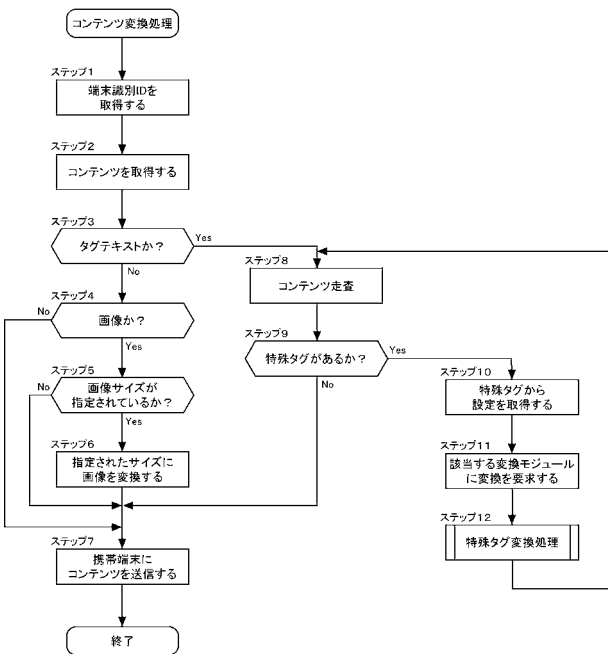 コンテンツ変換処理
ステップ1
端末識別IDを
取得する
ステップ2
コンテンツを取得する
ステップ3
タグテキストか？
Yes
No
ステップ4
画像か？
No
Yes
ステップ5
画像サイズが
指定されているか？
No
Yes
ステップ6
指定されたサイズに
画像を変換する
ステップ7
携帯端末に
コンテンツを送信する
終了
ステップ8
コンテンツ走査
ステップ9
特殊タグがあるか？
Yes
No
ステップ10
特殊タグから
設定を取得する
ステップ11
該当する変換モジュール
に変換を要求する
ステップ12
特殊タグ変換処理